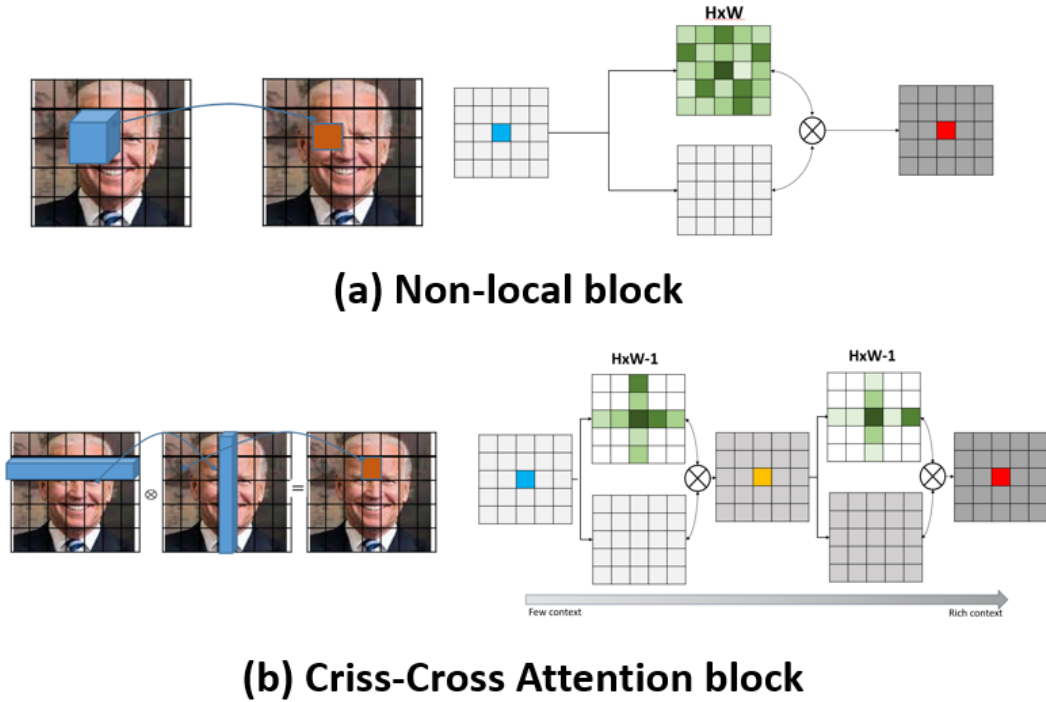 HxW
(a) Non-local block
HxW-1
HxW-1
⊗
=
Few context
Rich context
(b) Criss-Cross Attention block